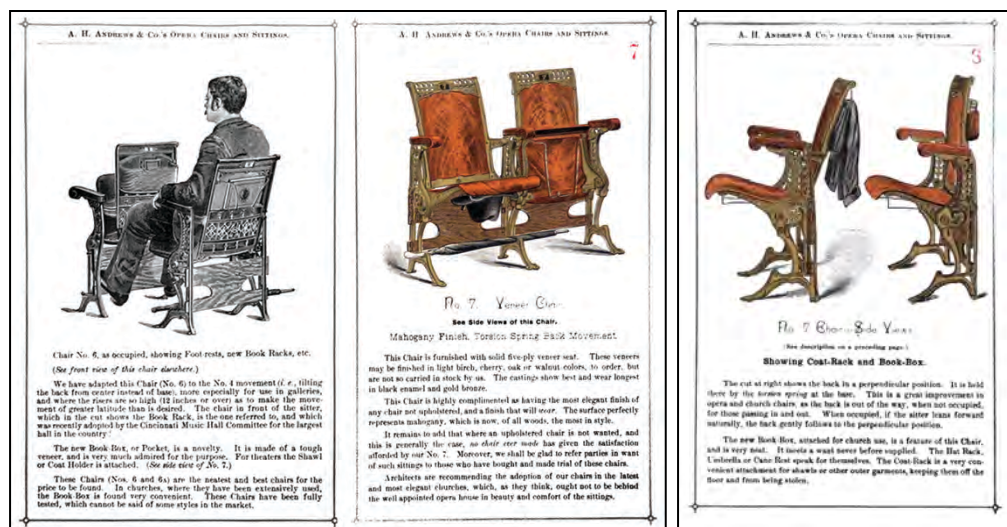 A. H. ANDREWS & CO.'S OPERA CHAIRS AND SITTINGS.
Chair No. 6, as occupied, showing Foot rests, new Book Racks, etc.
(See front view of this chair elsewhere.)
We have adapted this Chair (No. 6) to the No. 4 movement (i. e., tilting
the back from center instead of base, more especially for use in galleries,
and where the risers are so high (12 inches or over) as to make the move-
ment of greater latitude than is desired. The chair in front of the sitter,
which in the cut shows the Book Rack, is the one referred to, and which
was recently adopted by the Cincinnati Music Hall Committee for the largest
hall in the country!
The new Book-Box, or Pocket, is a novelty. It is made of a tough
veneer, and is very much admired for the purpose. For theaters the Shawl
or Coat Holder is attached. (See side view of No. 7.)
These Chairs (Nos. 6 and 6A) are the neatest and best chairs for the
price to be found. In churches, where they have been extensively used,
the Book-Box is found very convenient. These Chairs have been fully
tested, which cannot be said of some styles in the market.
A. H. ANDREWS & CO.'S OPERA CHAIRS AND SITTINGS.
7
No. 7. Veneer Chair.
See Side Views of this Chair.
Mahogany Finish, Torsion Spring Back Movement.
This Chair is furnished with solid five-ply veneer seat. These veneers
may be finished in light birch, cherry, oak or walnut colors, to order, but
are not so carried in stock by us. The castings show best and wear longest
in black enamel and gold bronze.
This Chair is highly complimented as having the most elegant finish of
any chair not upholstered, and a finish that will wear. The surface perfectly
represents mahogany, which is now, of all woods, the most in style.
It remains to add that where an upholstered chair is not wanted, and
this is generally the case, no chair ever made has given the satisfaction
afforded by our No. 7. Moreover, we shall be glad to refer parties in want
of such sittings to those who have bought and made trial of these chairs.
Architects are recommending the adoption of our chairs in the latest
and most elegant churches, which, as they think, ought not to be behind
the well appointed opera house in beauty and comfort of the sittings.
A. H. ANDREWS & CO.'S OPERA CHAIRS AND SITTINGS.
No 7 Chair—Side Views
(See description on a preceding page.)
Showing Coat-Rack and Book-Box.
The cut at right shows the back in a perpendicular position. It is held
there by the torsion spring at the base. This is a great improvement in
opera and church chairs, as the back is out of the way, when not occupied,
for those passing in and out. When occupied, if the sitter leans forward
naturally, the back gently follows to the perpendicular position.
The new Book-Box, attached for church use, is a feature of this Chair,
and is very neat. It meets a want never before supplied. The Hat Rack,
Umbrella or Cane Rest speak for themselves. The Coat-Rack is a very con-
venient attachment for shawls or other outer garments, keeping them off the
floor and from being stolen.